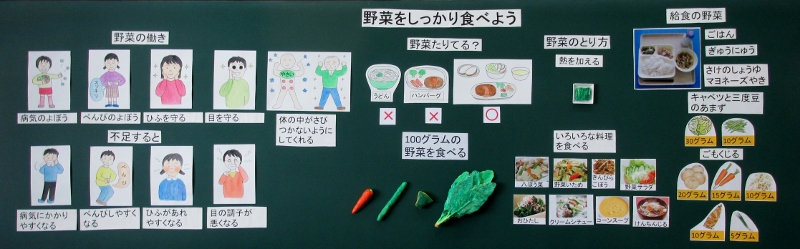 野菜をしっかり食べよう
野菜の働き
病気のよぼう
べんぴのよぼう
ひふを守る
目を守る
体の中がさび
つかないように
してくれる
不足すると
病気にかかり
やすくなる
べんぴしやすく
なる
ひふがあれ
やすくなる
目の調子が
悪くなる
野菜たりてる?
うどん
ハンバーグ
×
×
○
100グラムの
野菜を食べる
野菜のとり方
熱を加える
いろいろな料理
を食べる
八ぽう菜
野菜いため
きんぴら
ごぼう
野菜サラダ
おひたし
クリームシチュー
コーンスープ
けんちんじる
給食の野菜
ごはん
ぎゅうにゅう
さけのしょうゆ
マヨネーズやき
キャベツと三度豆
のあまず
30グラム
10グラム
ごもくじる
20グラム
15グラム
10グラム
10グラム
5グラム